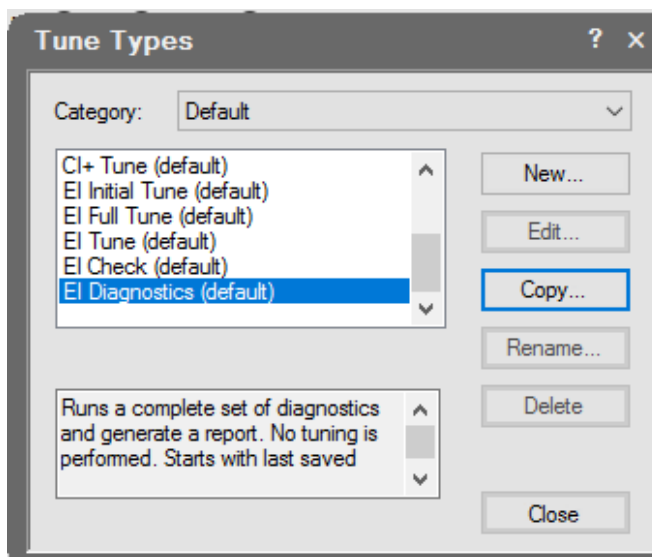 Tune Types
? ×
Category: Default
CI+ Tune (default)
EI Initial Tune (default)
EI Full Tune (default)
EI Tune (default)
EI Check (default)
EI Diagnostics (default)
New...
Edit...
Copy...
Rename...
Delete
Runs a complete set of diagnostics
and generate a report. No tuning is
performed. Starts with last saved
Close